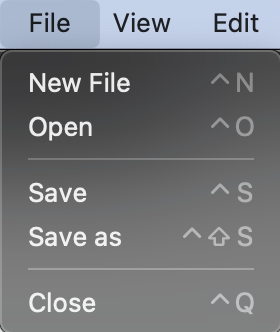 File View Edit
New File ^ N
Open ^ O
Save ^ S
Save as ^ ⇧ S
Close ^ Q